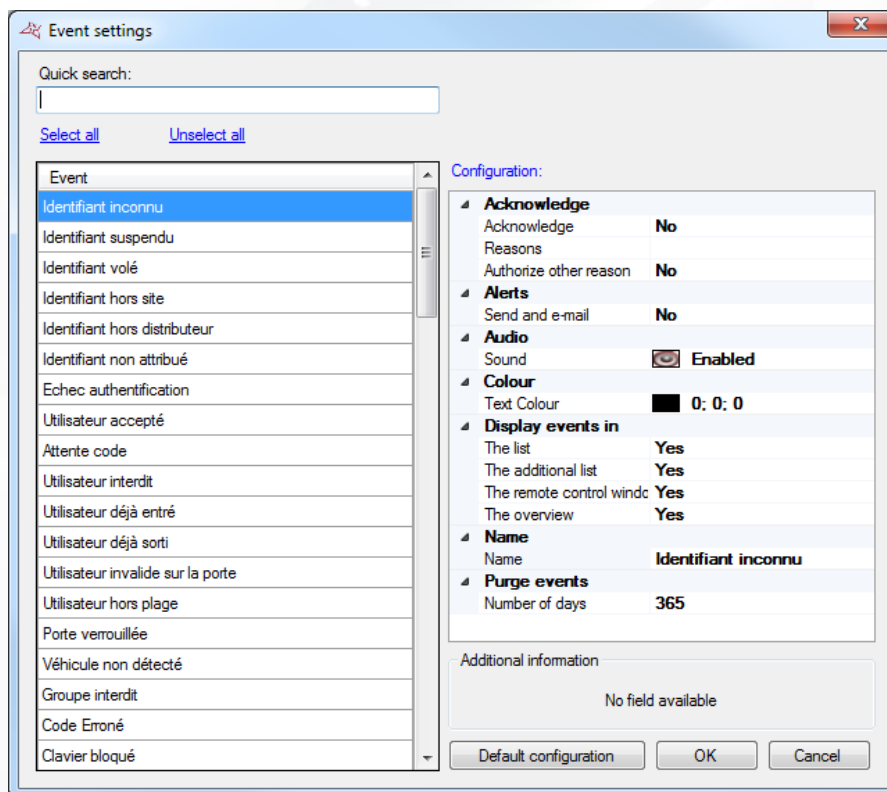 Event settings
Quick search:
Select all Unselect all
Event
Identifiant inconnu
Identifiant suspendu
Identifiant volé
Identifiant hors site
Identifiant hors distributeur
Identifiant non attribué
Echec authentification
Utilisateur accepté
Attente code
Utilisateur interdit
Utilisateur déjà entré
Utilisateur déjà sorti
Utilisateur invalide sur la porte
Utilisateur hors plage
Porte verrouillée
Véhicule non détecté
Groupe interdit
Code Erroné
Clavier bloqué
Configuration:
Acknowledge
Acknowledge No
Reasons
Authorize other reason No
Alerts
Send and e-mail No
Audio
Sound Enabled
Colour
Text Colour 0; 0; 0
Display events in
The list Yes
The additional list Yes
The remote control windo Yes
The overview Yes
Name
Name Identifiant inconnu
Purge events
Number of days 365
Additional information
No field available
Default configuration OK Cancel